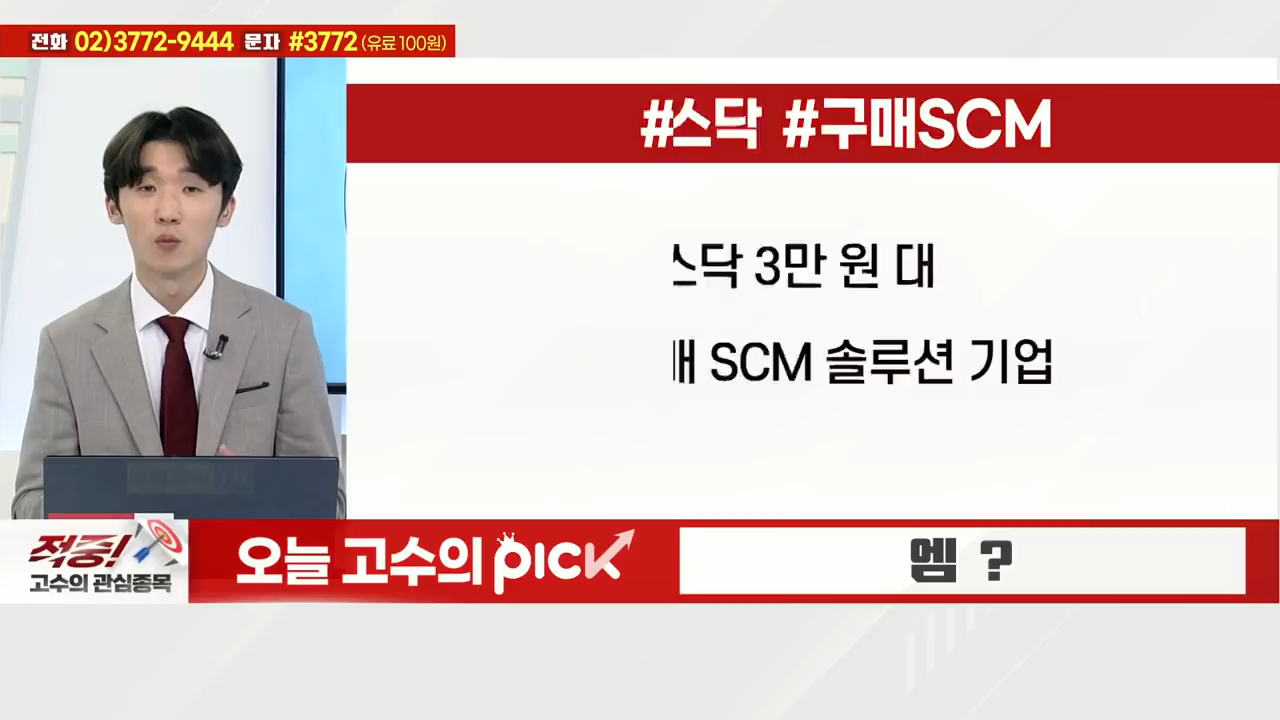 전화 02)3772-9444 문자 #3772 (유료 100원)
#스닥 #구매SCM
스닥 3만 원 대
매 SCM 솔루션 기업
적중!
고수의 관심종목
오늘 고수의 PICK
엠 ?